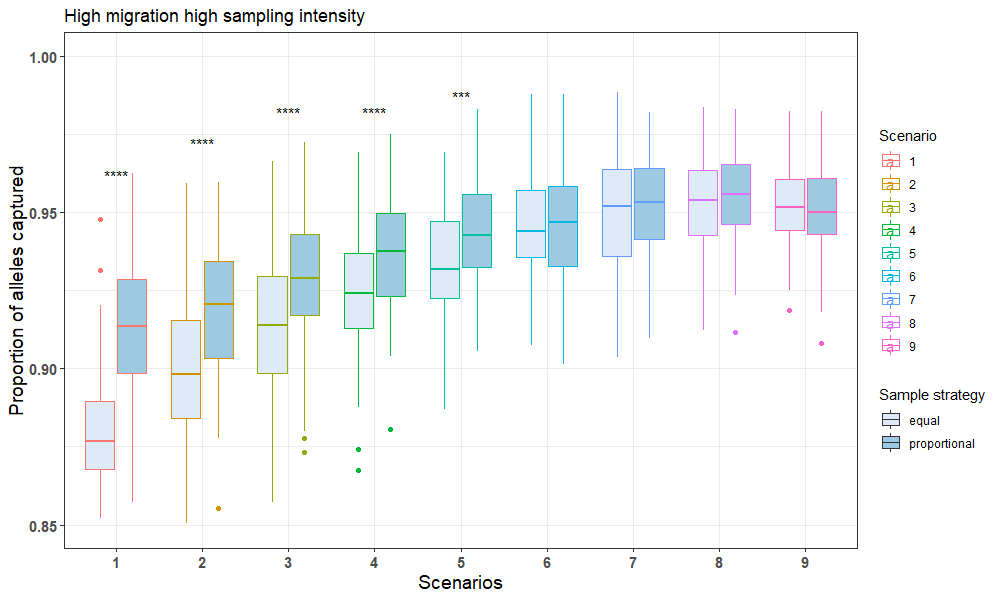 High migration high sampling intensity
Proportion of alleles captured
1.00
0.95
0.90
0.85
****
****
****
****
***
1 2 3 4 5 6 7 8 9
Scenarios
Scenario
a 1
a 2
a 3
a 4
a 5
a 6
a 7
a 8
a 9
Sample strategy
equal
proportional